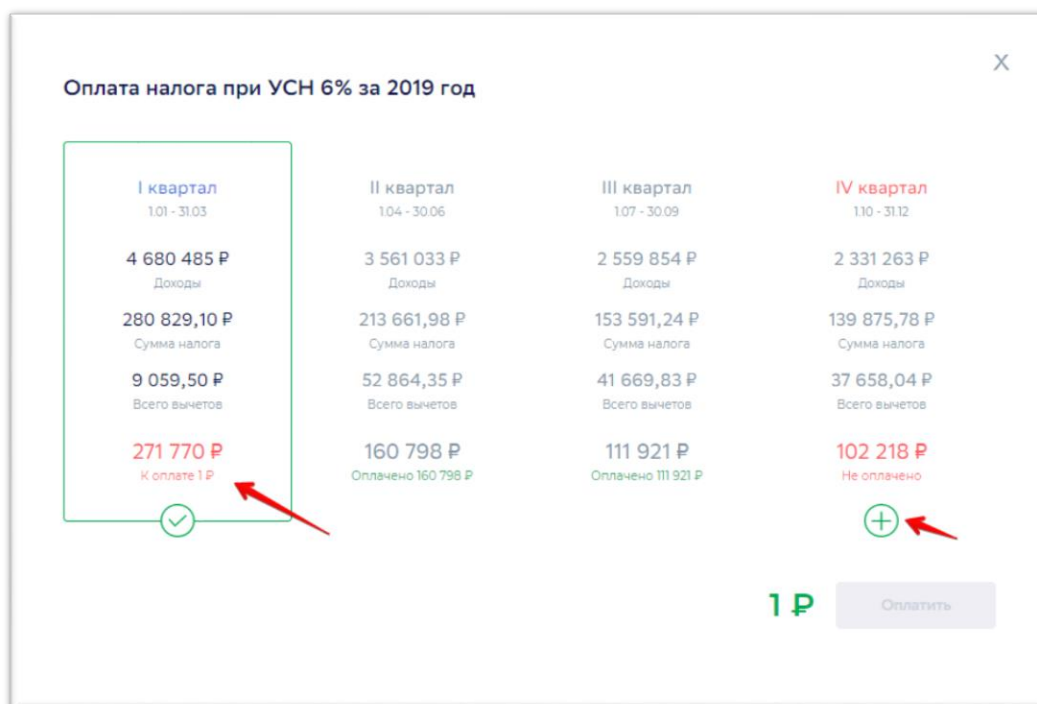 X
Оплата налога при УСН 6% за 2019 год
I квартал
1.01 - 31.03
4 680 485 ₽
Доходы
280 829,10 ₽
Сумма налога
9 059,50 ₽
Всего вычетов
271 770 ₽
К оплате 1 ₽
II квартал
1.04 - 30.06
3 561 033 ₽
Доходы
213 661,98 ₽
Сумма налога
52 864,35 ₽
Всего вычетов
160 798 ₽
Оплачено 160 798 ₽
III квартал
1.07 - 30.09
2 559 854 ₽
Доходы
153 591,24 ₽
Сумма налога
41 669,83 ₽
Всего вычетов
111 921 ₽
Оплачено 111 921 ₽
IV квартал
1.10 - 31.12
2 331 263 ₽
Доходы
139 875,78 ₽
Сумма налога
37 658,04 ₽
Всего вычетов
102 218 ₽
Не оплачено
1 ₽
Оплатить